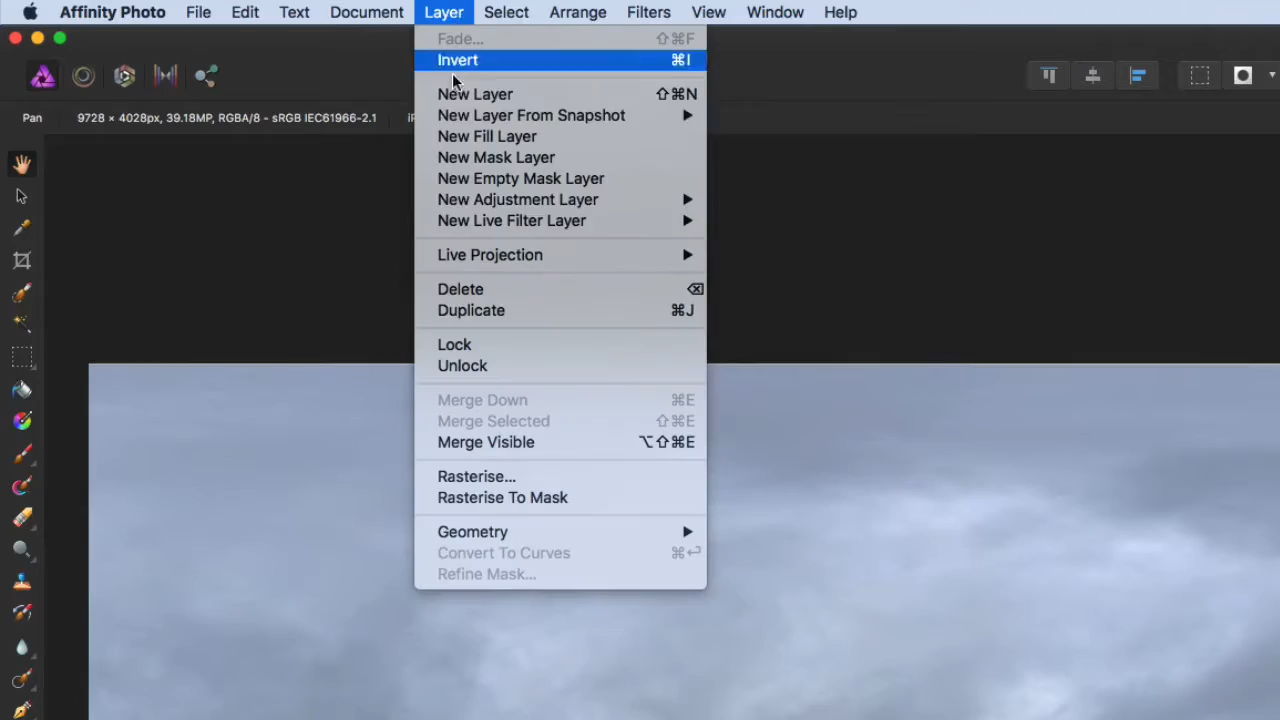 Affinity Photo File Edit Text Document Layer Select Arrange Filters View Window Help
Fade... ⇧⌘F
Invert ⌘I
New Layer ⇧⌘N
New Layer From Snapshot
New Fill Layer
New Mask Layer
New Empty Mask Layer
New Adjustment Layer
New Live Filter Layer
Live Projection
Delete ⌫
Duplicate ⌘J
Lock
Unlock
Merge Down ⌘E
Merge Selected ⇧⌘E
Merge Visible ⌥⇧⌘E
Rasterise...
Rasterise To Mask
Geometry
Convert To Curves ⌘⏎
Refine Mask...
Pan 9728 × 4028px, 39.18MP, RGBA/8 - sRGB IEC61966-2.1